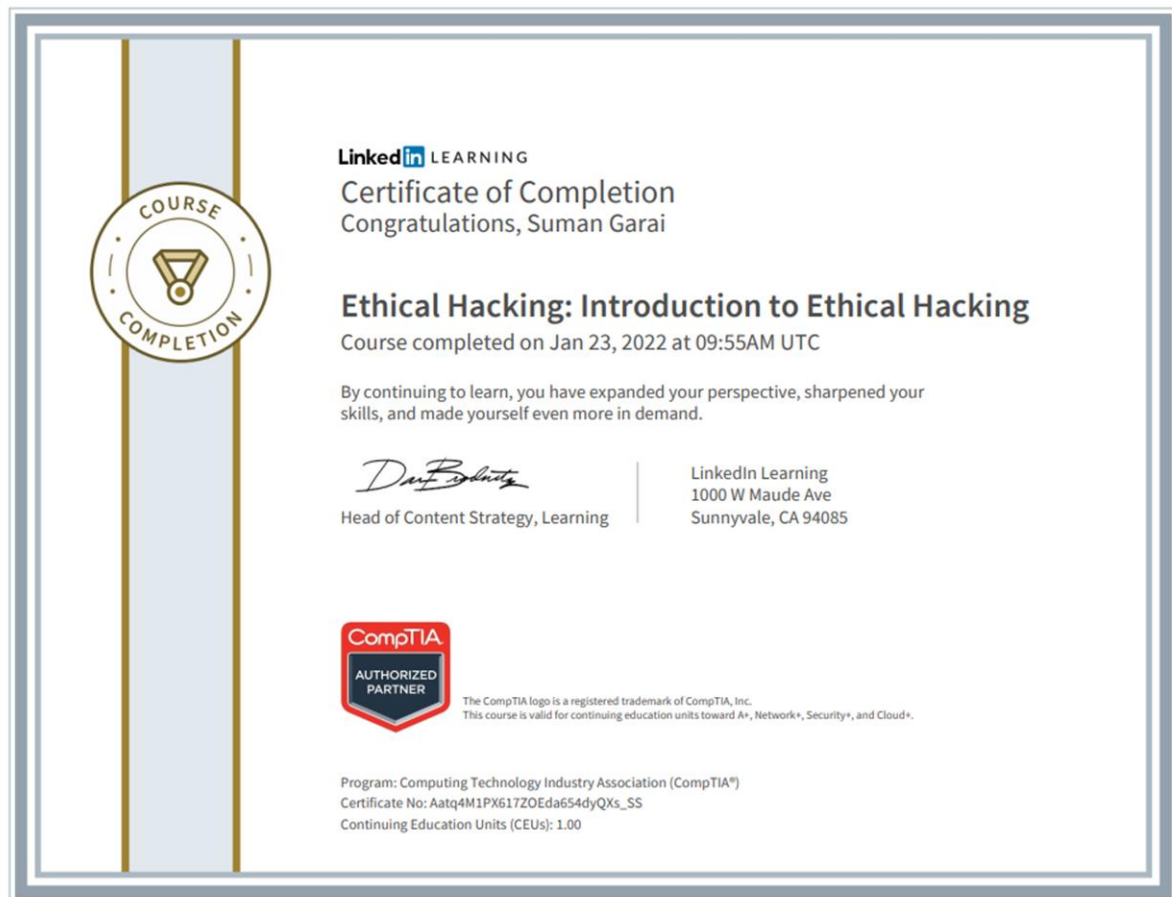 COURSE
COMPLETION
Linked in LEARNING
Certificate of Completion
Congratulations, Suman Garai
Ethical Hacking: Introduction to Ethical Hacking
Course completed on Jan 23, 2022 at 09:55AM UTC
By continuing to learn, you have expanded your perspective, sharpened your
skills, and made yourself even more in demand.
Head of Content Strategy, Learning
LinkedIn Learning
1000 W Maude Ave
Sunnyvale, CA 94085
CompTIA
AUTHORIZED
PARTNER
The CompTIA logo is a registered trademark of CompTIA, Inc.
This course is valid for continuing education units toward A+, Network+, Security+, and Cloud+.
Program: Computing Technology Industry Association (CompTIA®)
Certificate No: Aatq4M1PX617ZOEda654dyQXs_SS
Continuing Education Units (CEUs): 1.00